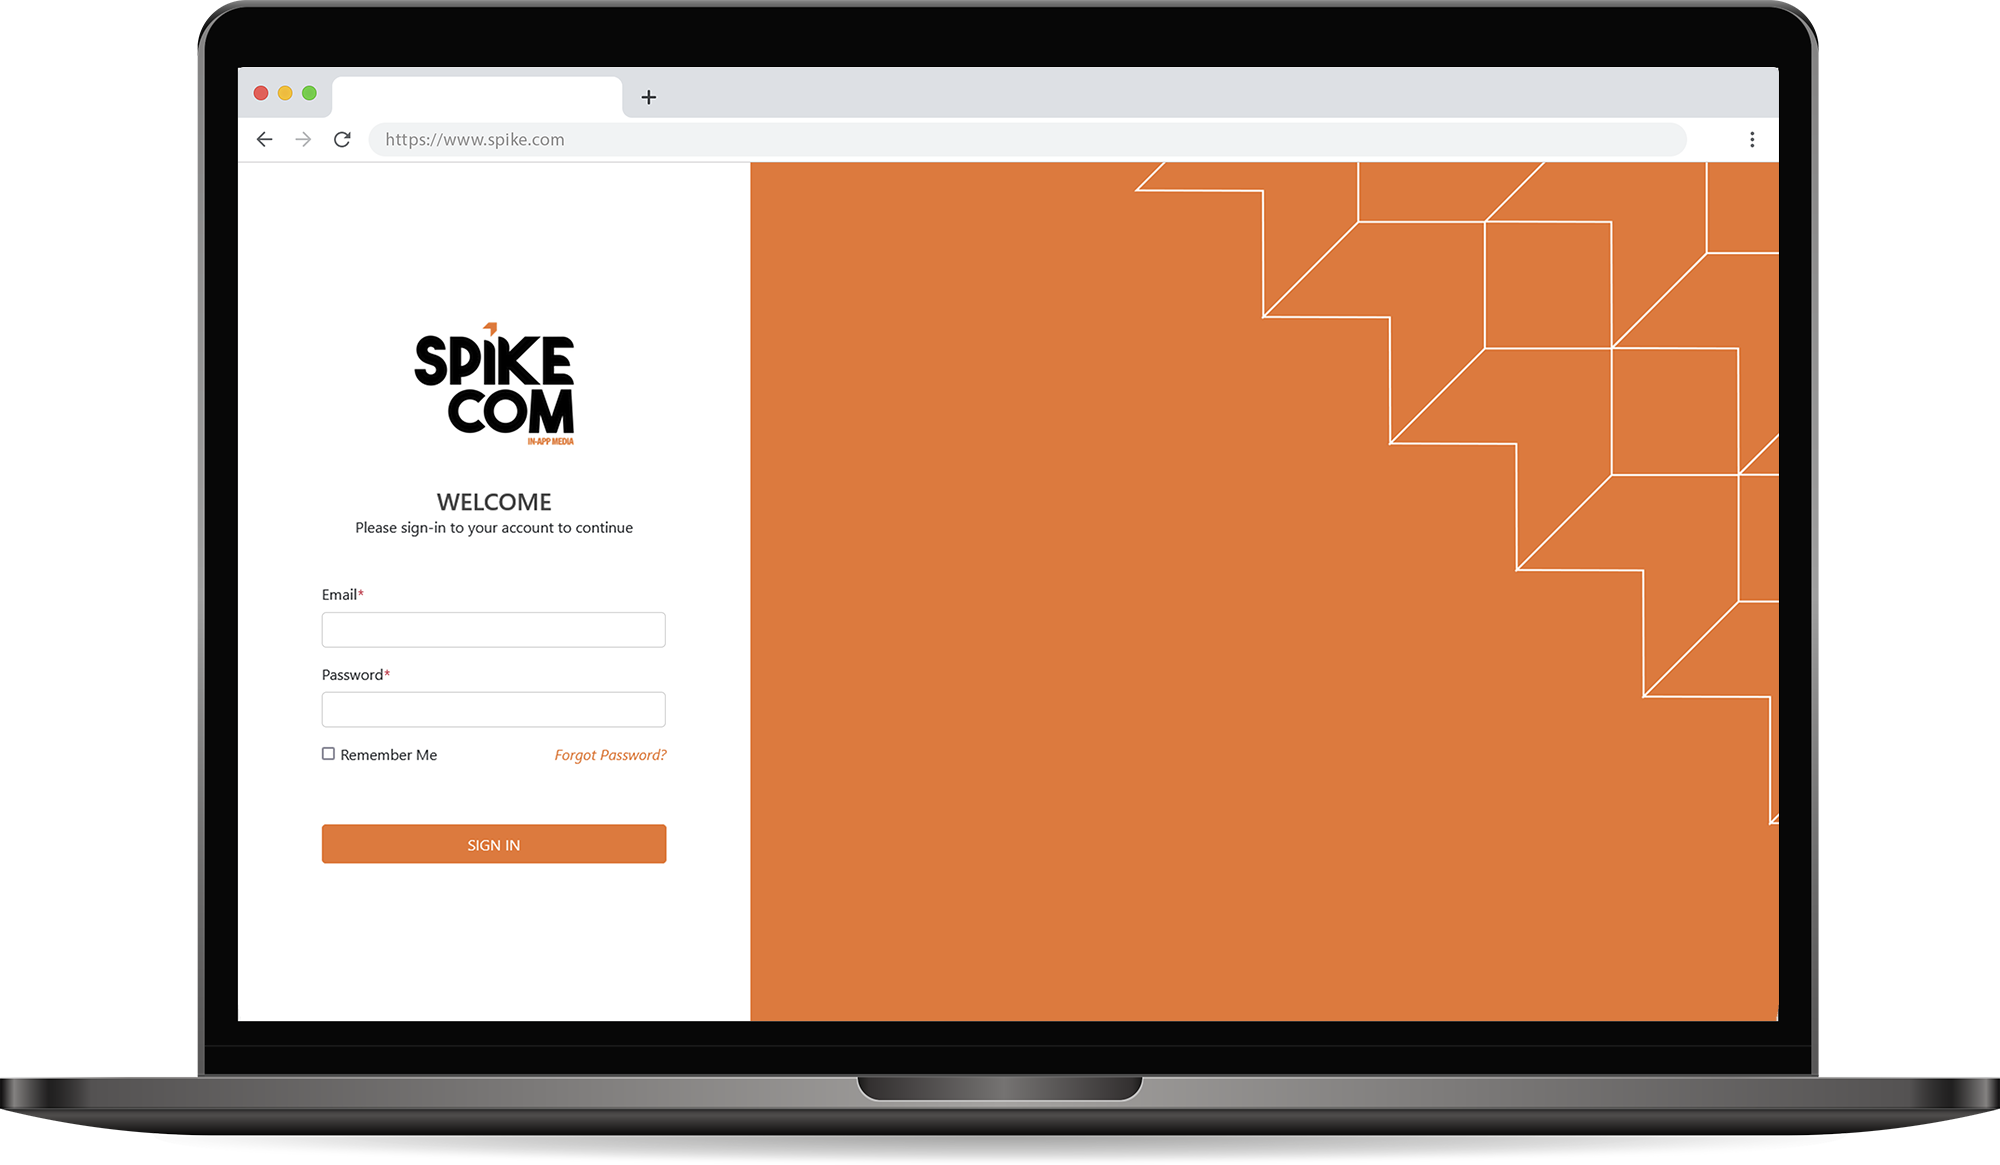 https://www.spike.com
SPIKE
COM
IN-APP MEDIA
WELCOME
Please sign-in to your account to continue
Email*
Password*
Remember Me
Forgot Password?
SIGN IN